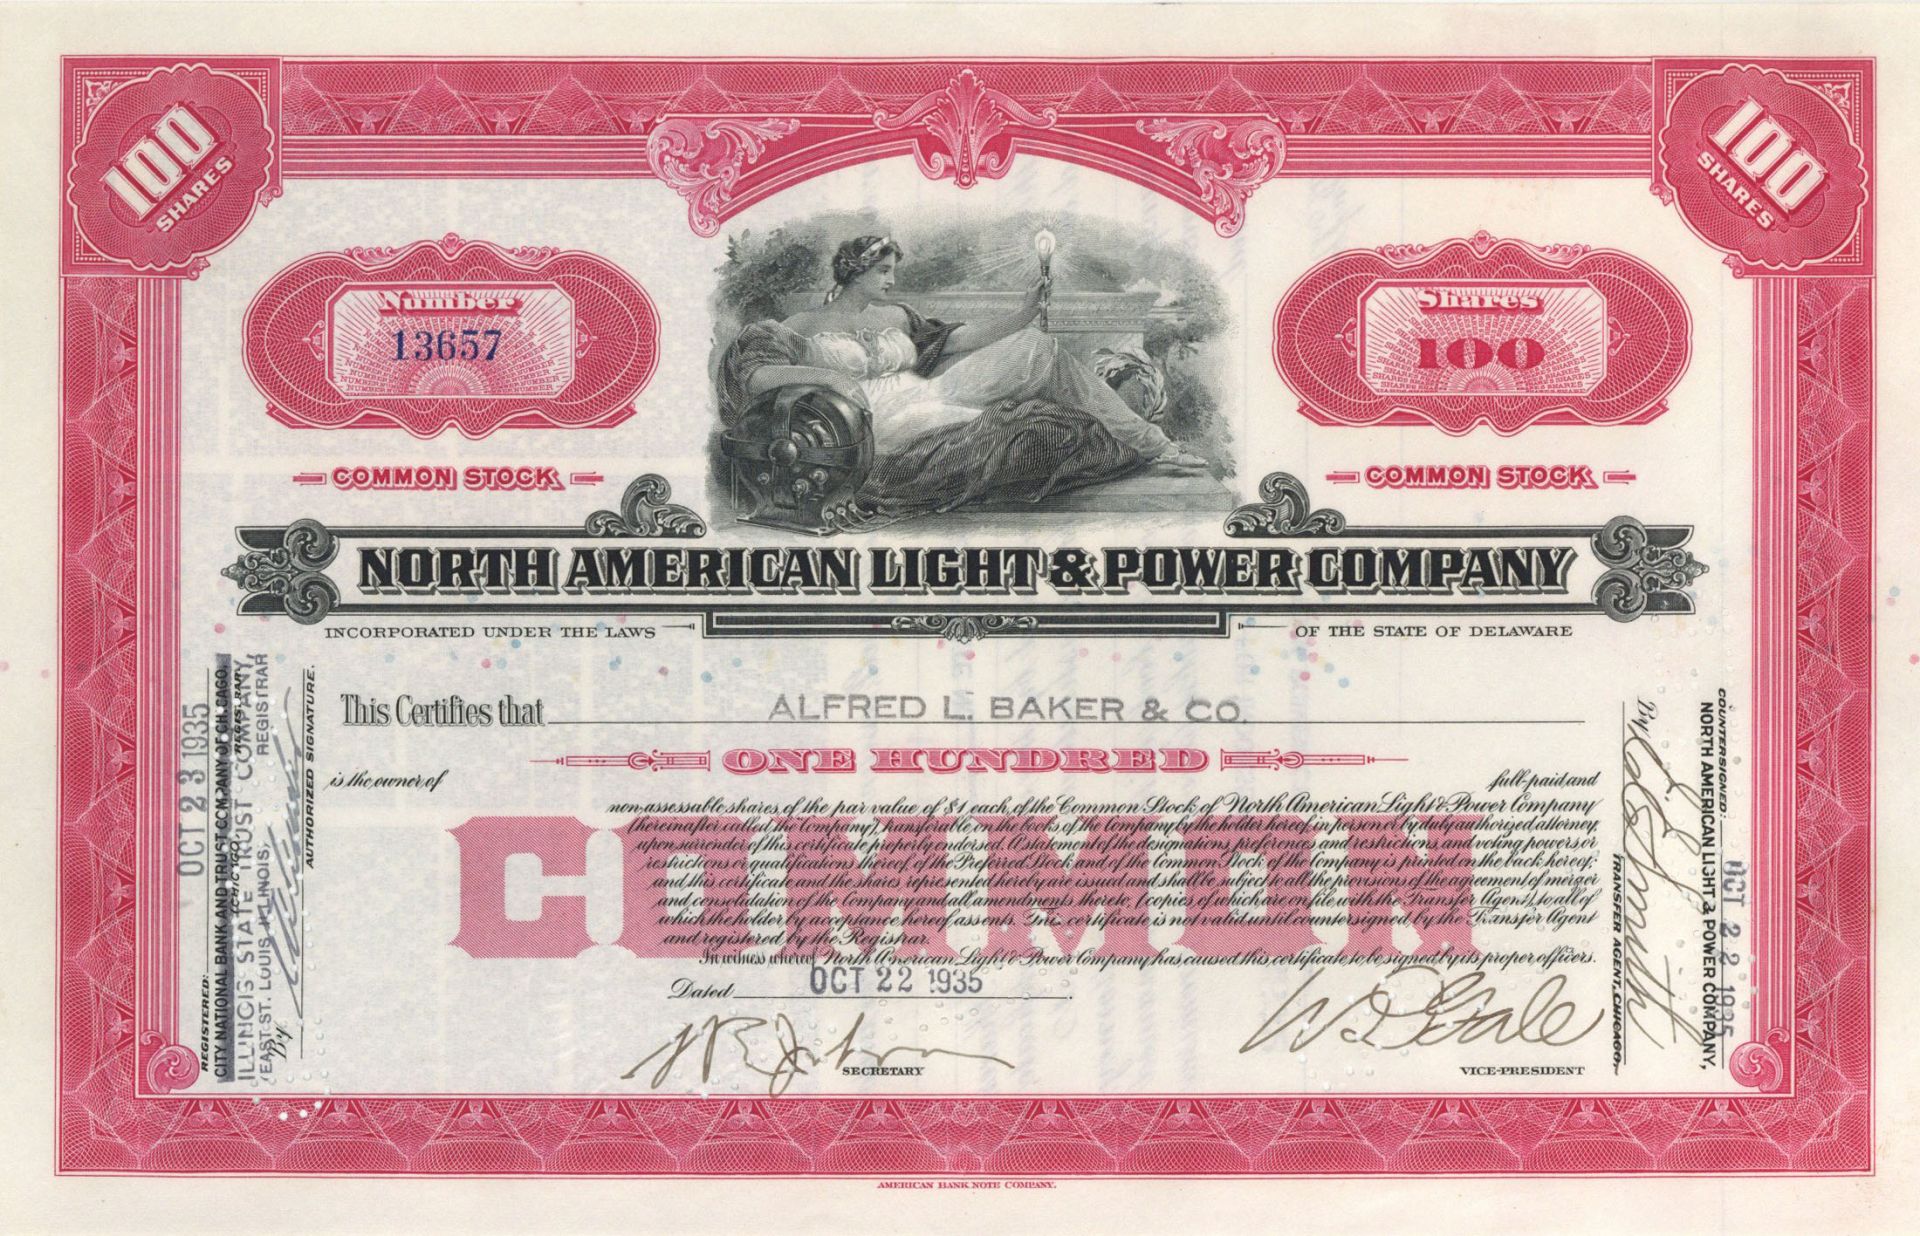 100
SHARES
100
SHARES
Number
13657
Shares
100
COMMON STOCK
COMMON STOCK
NORTH AMERICAN LIGHT & POWER COMPANY
INCORPORATED UNDER THE LAWS
OF THE STATE OF DELAWARE
This Certifies that ALFRED L. BAKER & CO.
ONE HUNDRED
is the owner of
full-paid and
non-assessable shares, of the par value of $1 each, of the Common Stock of North American Light & Power Company
(hereinafter called the "Company"), transferable, on the books, of the Company by the holder hereof, in person or by duly authorized attorney,
upon surrender of this certificate properly endorsed. A statement of the designations, preferences and restrictions, and voting powers or
restrictions or qualifications thereof, of the Preferred Stock and of the Common Stock of the Company is printed on the back hereof;
and this certificate and the shares represented hereby are issued and shall be subject to all the provisions of the agreement of merger
and consolidation of the Company and all amendments thereto, (copies of which are on file with the Transfer Agent), to all of
which the holder by acceptance hereof assents. This certificate is not valid until countersigned by the Transfer Agent
and registered by the Registrar.
COMMON
In witness whereof North American Light & Power Company has caused this certificate to be signed by its proper officers.
Dated OCT 22 1935
SECRETARY
VICE-PRESIDENT
OCT 23 1935
REGISTERED:
CITY NATIONAL BANK AND TRUST COMPANY OF CHICAGO,
(CHICAGO) REGISTRAR
ILLINOIS STATE TRUST COMPANY,
(EAST ST. LOUIS, ILLINOIS, REGISTRAR
By
AUTHORIZED SIGNATURE.
COUNTERSIGNED:
NORTH AMERICAN LIGHT & POWER COMPANY,
OCT 22 1935
By
TRANSFER AGENT, CHICAGO.
AMERICAN BANK NOTE COMPANY.